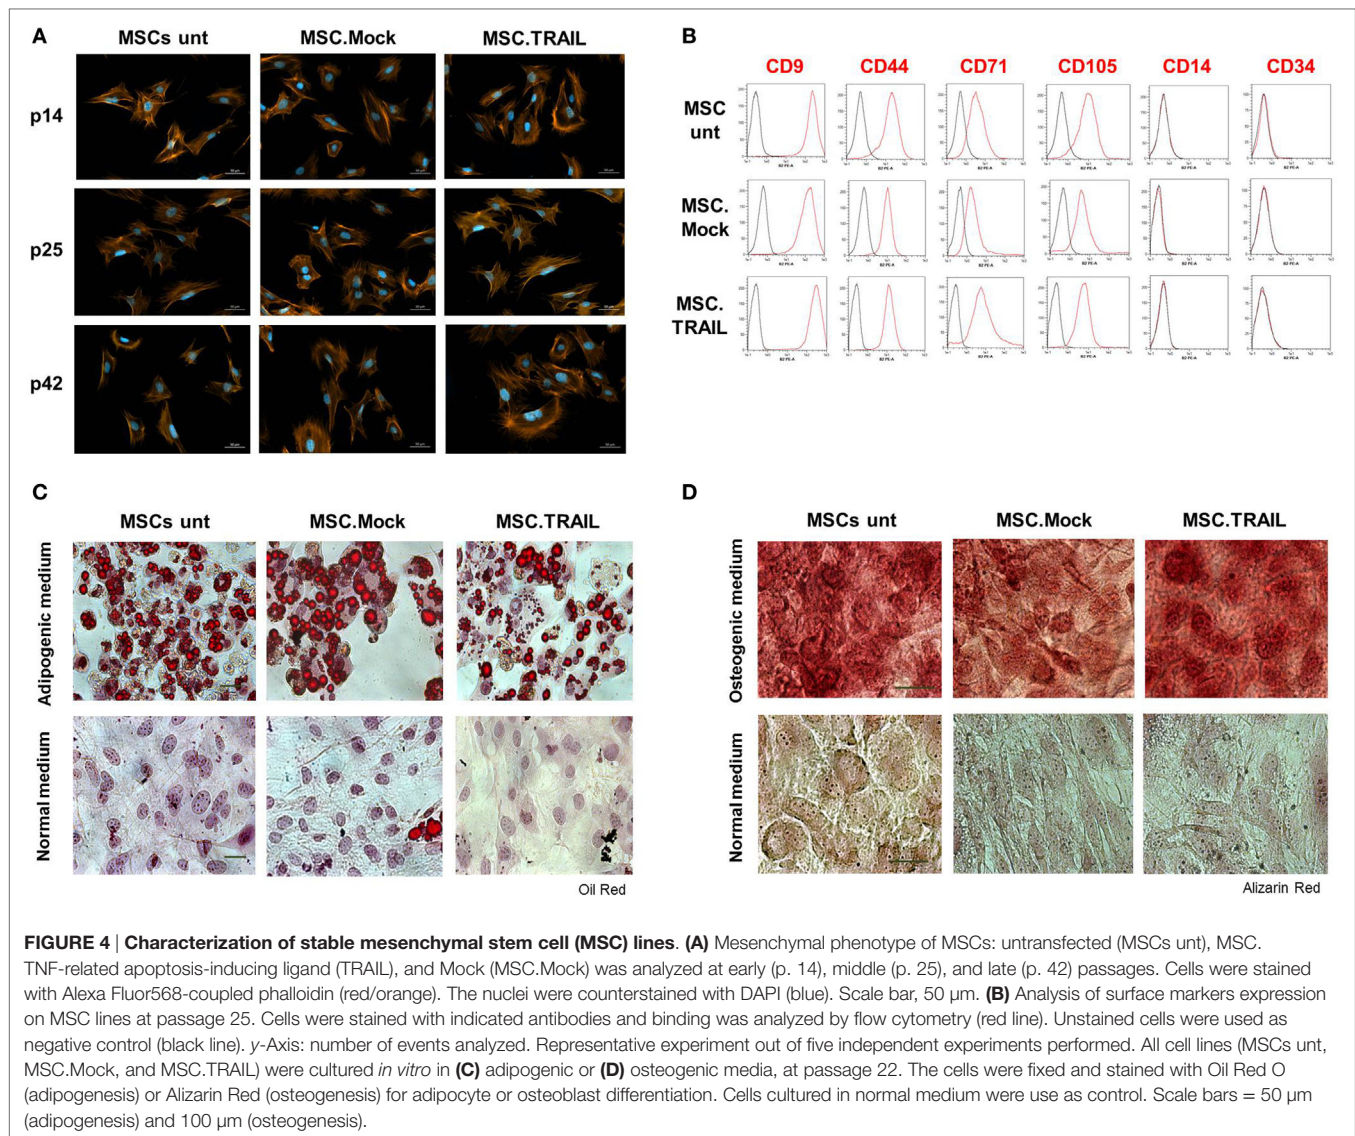 A
MSCs unt
MSC.Mock
MSC.TRAIL
p14
p25
p42
B
CD9
CD44
CD71
CD105
CD14
CD34
MSC
unt
MSC.
Mock
MSC.
TRAIL
C
MSCs unt
MSC.Mock
MSC.TRAIL
Adipogenic medium
Normal medium
Oil Red
D
MSCs unt
MSC.Mock
MSC.TRAIL
Osteogenic medium
Normal medium
Alizarin Red
FIGURE 4 | Characterization of stable mesenchymal stem cell (MSC) lines. (A) Mesenchymal phenotype of MSCs: untransfected (MSCs unt), MSC.
TNF-related apoptosis-inducing ligand (TRAIL), and Mock (MSC.Mock) was analyzed at early (p. 14), middle (p. 25), and late (p. 42) passages. Cells were stained
with Alexa Fluor568-coupled phalloidin (red/orange). The nuclei were counterstained with DAPI (blue). Scale bar, 50 µm. (B) Analysis of surface markers expression
on MSC lines at passage 25. Cells were stained with indicated antibodies and binding was analyzed by flow cytometry (red line). Unstained cells were used as
negative control (black line). y-Axis: number of events analyzed. Representative experiment out of five independent experiments performed. All cell lines (MSCs unt,
MSC.Mock, and MSC.TRAIL) were cultured in vitro in (C) adipogenic or (D) osteogenic media, at passage 22. The cells were fixed and stained with Oil Red O
(adipogenesis) or Alizarin Red (osteogenesis) for adipocyte or osteoblast differentiation. Cells cultured in normal medium were use as control. Scale bars = 50 µm
(adipogenesis) and 100 µm (osteogenesis).